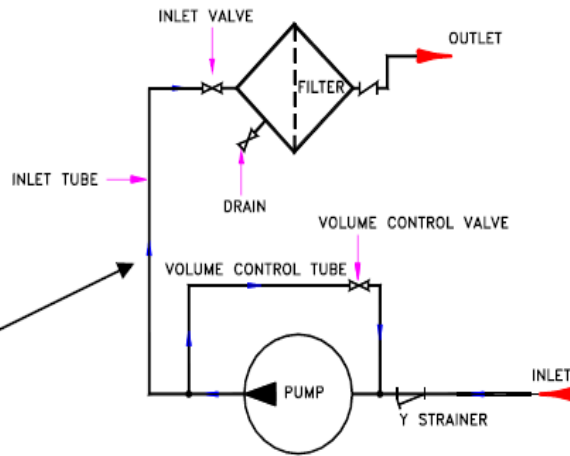 INLET VALVE
OUTLET
FILTER
INLET TUBE
DRAIN
VOLUME CONTROL VALVE
VOLUME CONTROL TUBE
PUMP
INLET
Y STRAINER